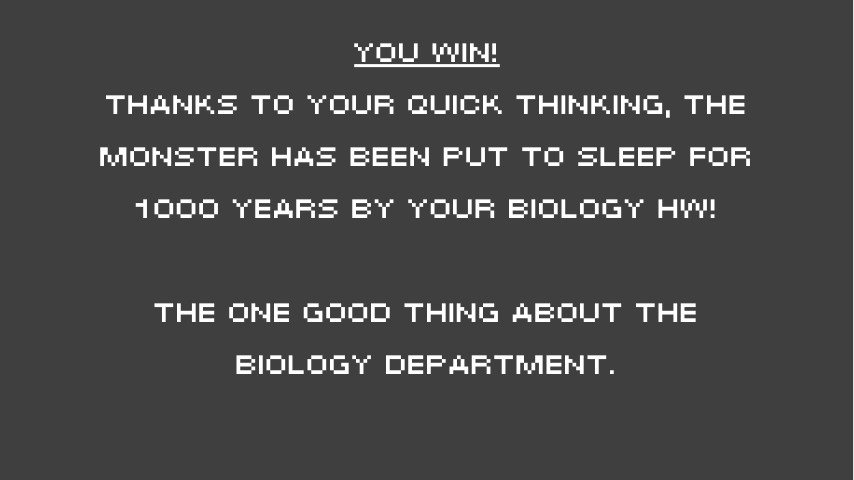 YOU WIN!
THANKS TO YOUR QUICK THINKING, THE
MONSTER HAS BEEN PUT TO SLEEP FOR
1000 YEARS BY YOUR BIOLOGY HW!
THE ONE GOOD THING ABOUT THE
BIOLOGY DEPARTMENT.